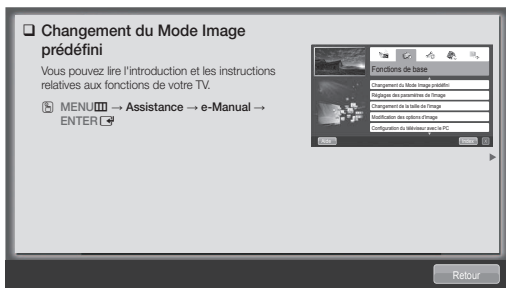 ❑ Changement du Mode Image
prédéfini
Vous pouvez lire l'introduction et les instructions
relatives aux fonctions de votre TV.
MENU → Assistance → e-Manual →
ENTER
Fonctions de base
Changement du Mode Image prédéfini
Réglages des paramètres de l'image
Changement de la taille de l'image
Modification des options d'image
Configuration du téléviseur avec le PC
Index
Retour